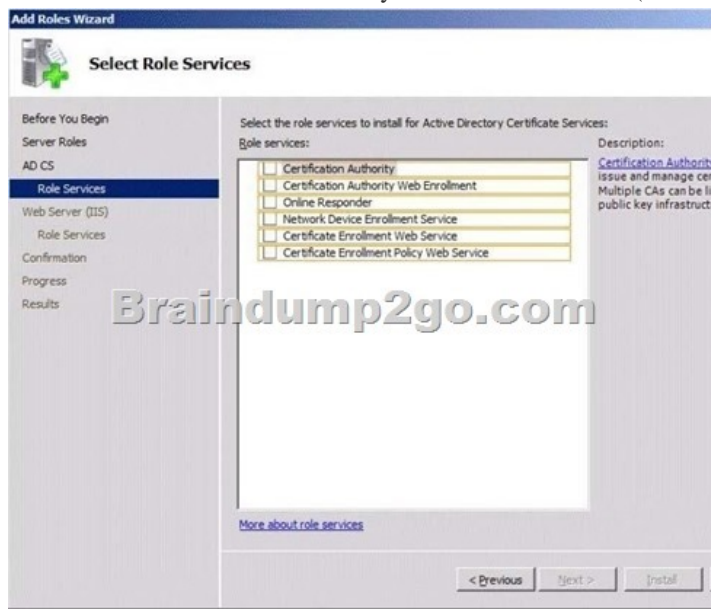 Add Roles Wizard
Select Role Services
Before You Begin
Server Roles
AD CS
Role Services
Web Server (IIS)
Role Services
Confirmation
Progress
Results
Select the role services to install for Active Directory Certificate Services:
Role services:
Certification Authority
Certification Authority Web Enrollment
Online Responder
Network Device Enrollment Service
Certificate Enrollment Web Service
Certificate Enrollment Policy Web Service
More about role services
Description:
Certification Authority
issue and manage
Multiple CAs can be
public key
Braindump2go.com
< Previous
Next >
Install